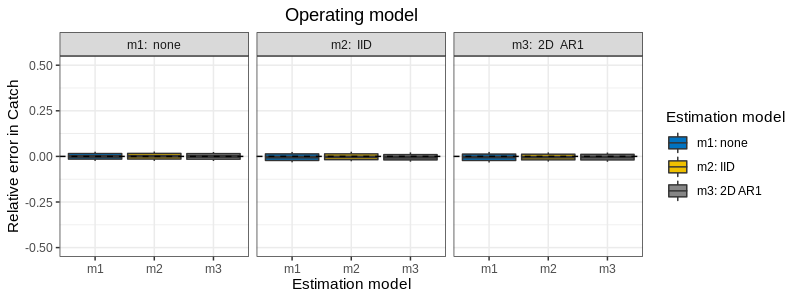 Operating model
m1: none
m2: IID
m3: 2D AR1
Relative error in Catch
0.50
0.25
0.00
-0.25
-0.50
m1 m2 m3
m1 m2 m3
m1 m2 m3
Estimation model
Estimation model
m1: none
m2: IID
m3: 2D AR1